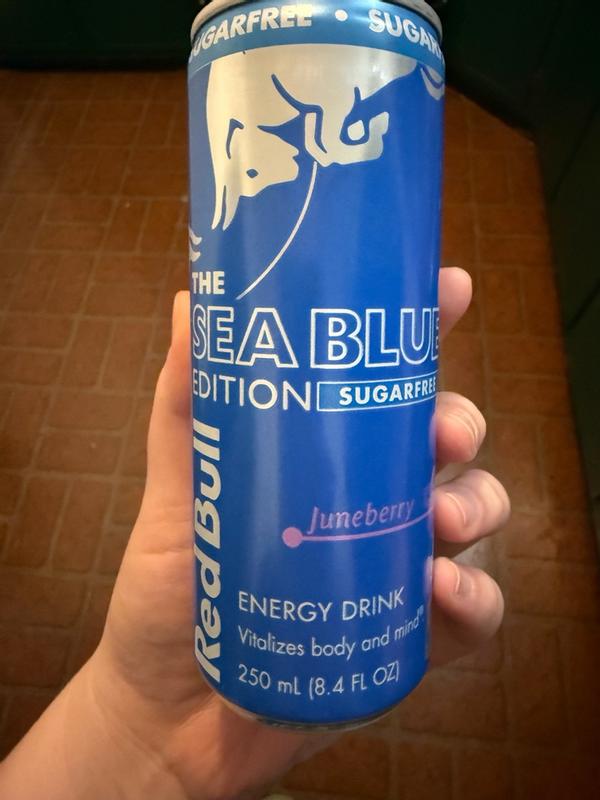 SUGARFREE • SUGAR
THE
SEA BLUE
EDITION SUGARFREE
Red Bull
Juneberry
ENERGY DRINK
Vitalizes body and mind®.
250 mL (8.4 FL OZ)